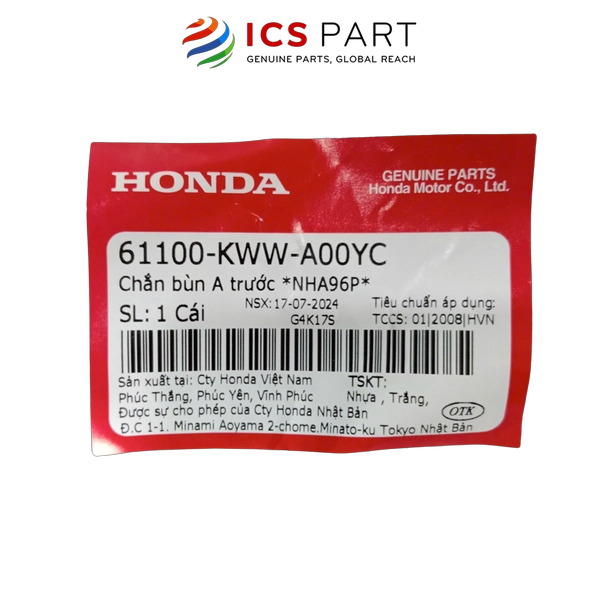 ICS PART
GENUINE PARTS, GLOBAL REACH
HONDA
GENUINE PARTS
Honda Motor Co., Ltd.
61100-KWW-A00YC
Chắn bùn A trước *NHA96P*
SL: 1 Cái
NSX: 17-07-2024
G4K17S
Tiêu chuẩn áp dụng:
TCCS: 01|2008|HVN
Sản xuất tại: Cty Honda Việt Nam
Phúc Thắng, Phúc Yên, Vĩnh Phúc
Được sự cho phép của Cty Honda Nhật Bản
Đ.C 1-1. Minami Aoyama 2-chome.Minato-ku Tokyo Nhật Bản
TSKT:
Nhựa , Trắng,
OTK